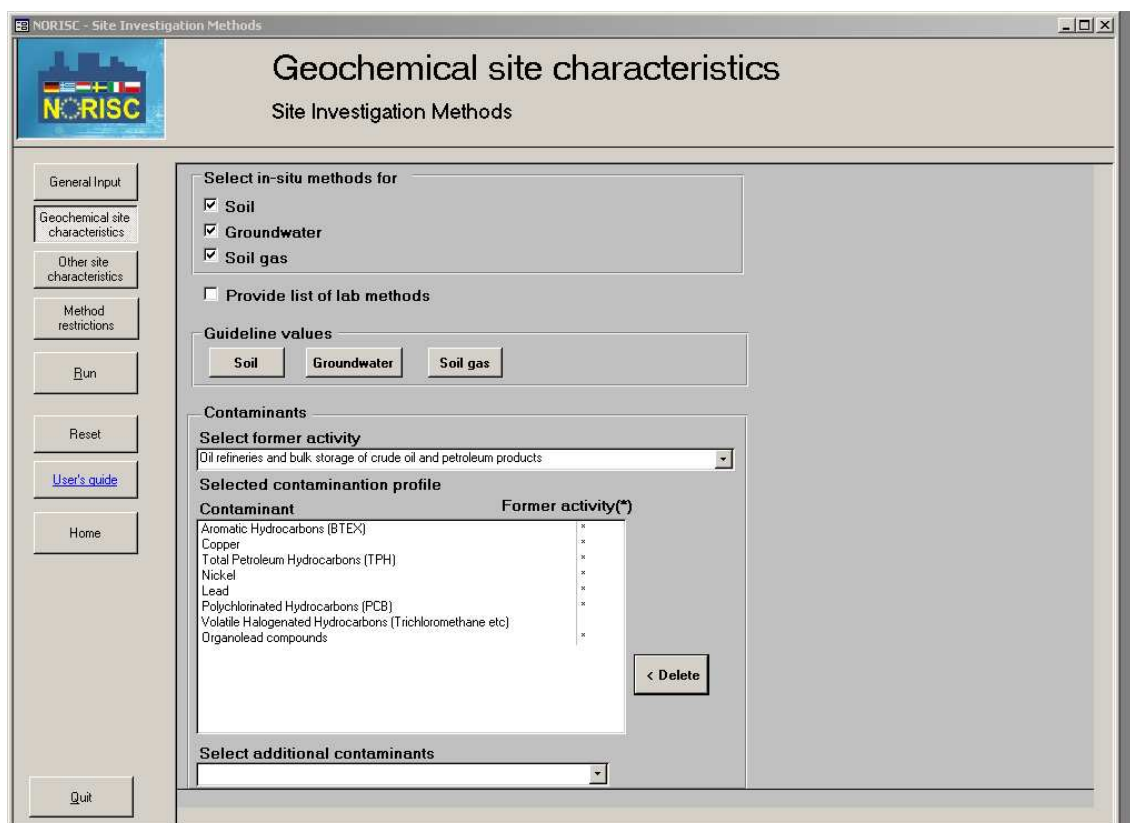 NORISC - Site Investigation Methods
NORISC
Geochemical site characteristics
Site Investigation Methods
General Input
Geochemical site
characteristics
Other site
characteristics
Method
restrictions
Run
Reset
User's guide
Home
Quit
Select in-situ methods for
Soil
Groundwater
Soil gas
Provide list of lab methods
Guideline values
Soil Groundwater Soil gas
Contaminants
Select former activity
Oil refineries and bulk storage of crude oil and petroleum products
Selected contaminantion profile
Contaminant Former activity(*)
Aromatic Hydrocarbons (BTEX) *
Copper *
Total Petroleum Hydrocarbons (TPH) *
Nickel *
Lead *
Polychlorinated Hydrocarbons (PCB) *
Volatile Halogenated Hydrocarbons (Trichloromethane etc)
Organolead compounds *
< Delete
Select additional contaminants